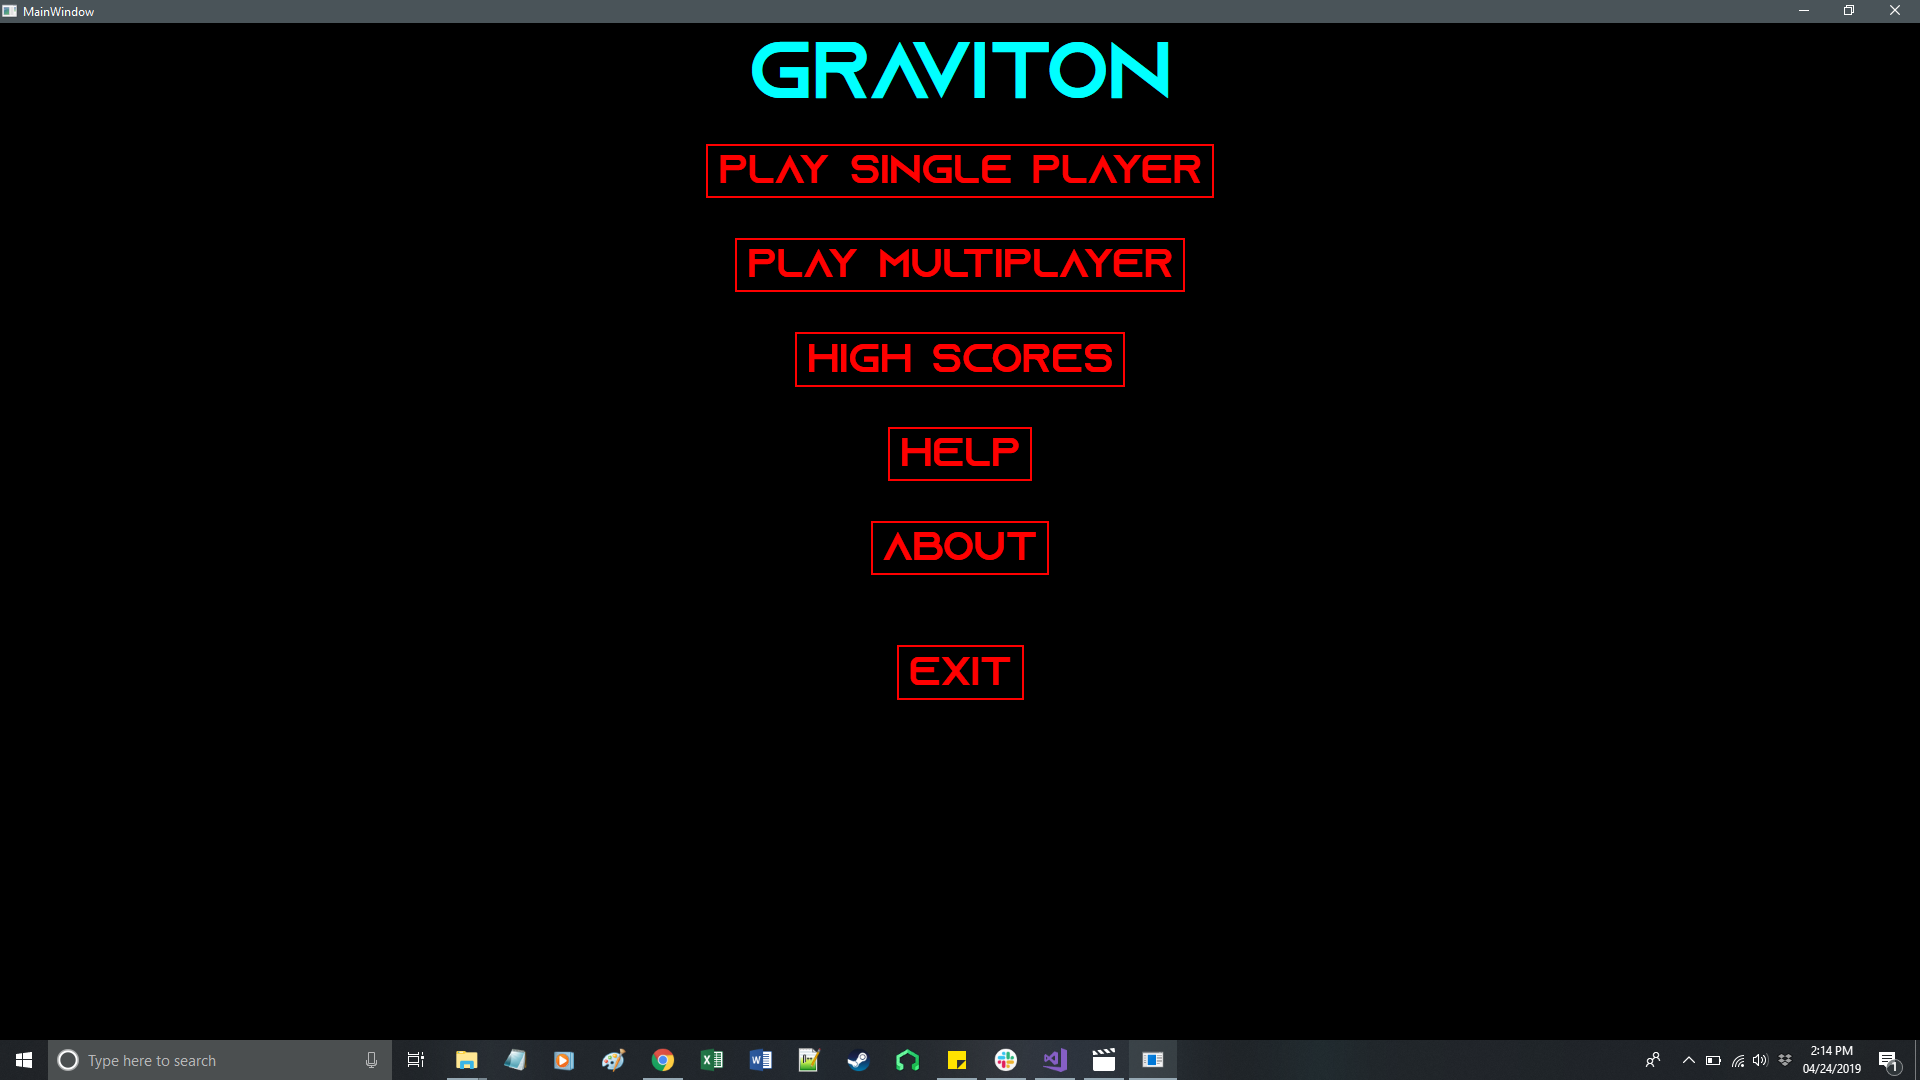 MainWindow
GRAVITON
PLAY SINGLE PLAYER
PLAY MULTIPLAYER
HIGH SCORES
HELP
ABOUT
EXIT
Type here to search
2:14 PM
04/24/2019
1